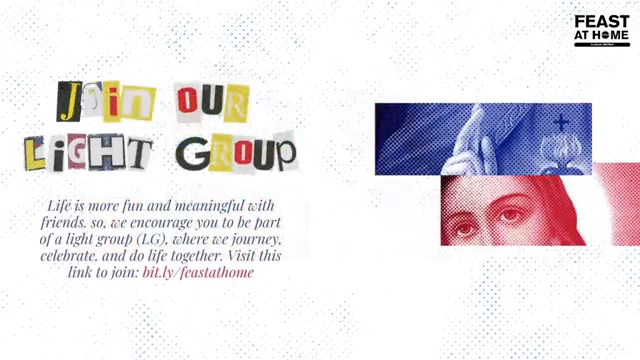 FEAST
AT HOME
JOIN OUR
LIGHT GROUP
Life is more fun and meaningful with
friends. so, we encourage you to be part
of a light group (LG), where we journey,
celebrate, and do life together. Visit this
link to join: bit.ly/feastathome